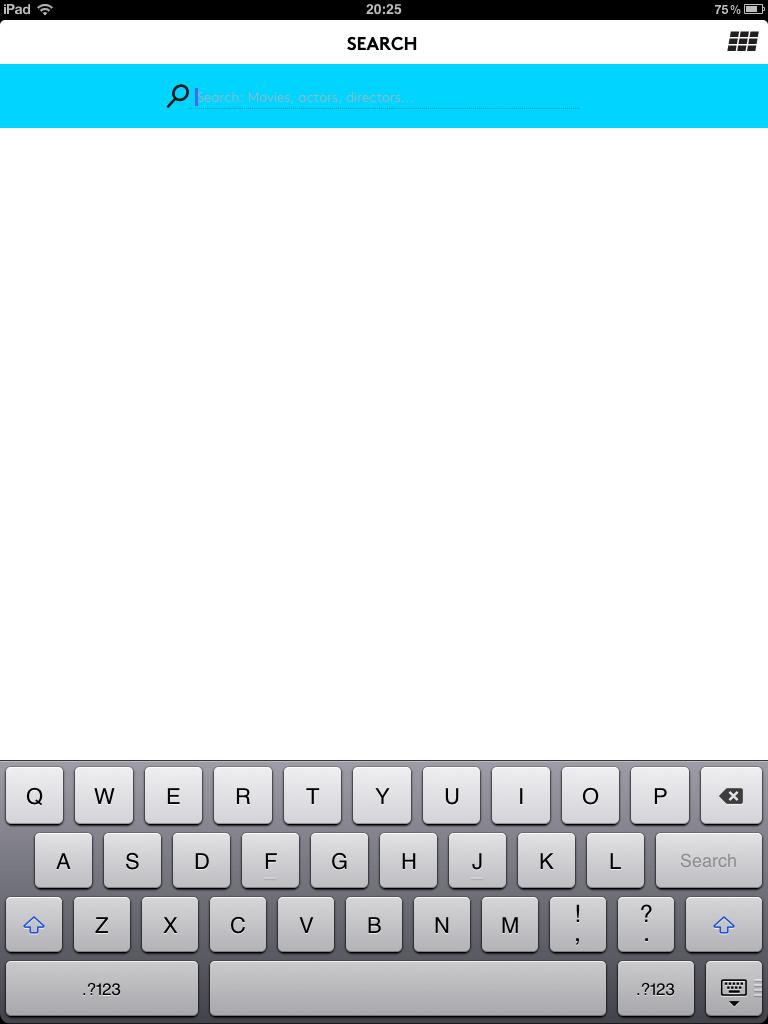 iPad 20:25 75%
SEARCH
Search: Movies, actors, directors...
Q W E R T Y U I O P
A S D F G H J K L Search
Z X C V B N M ! , ? .
.?123 .?123